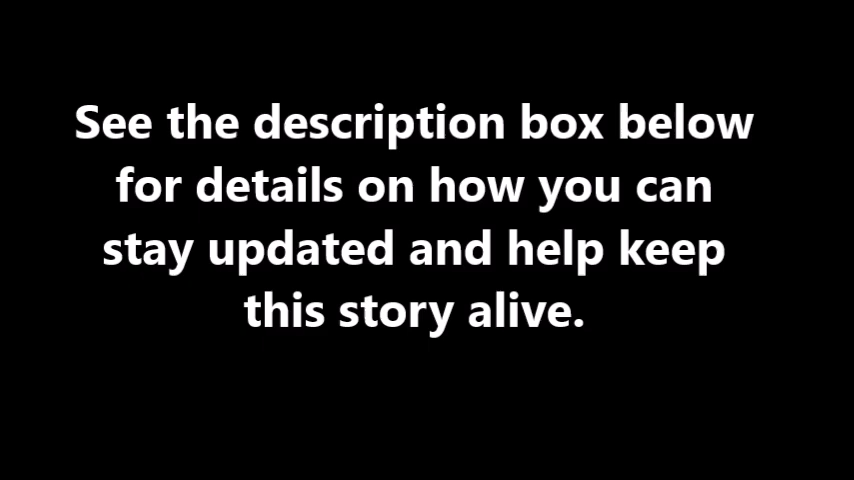 See the description box below
for details on how you can
stay updated and help keep
this story alive.